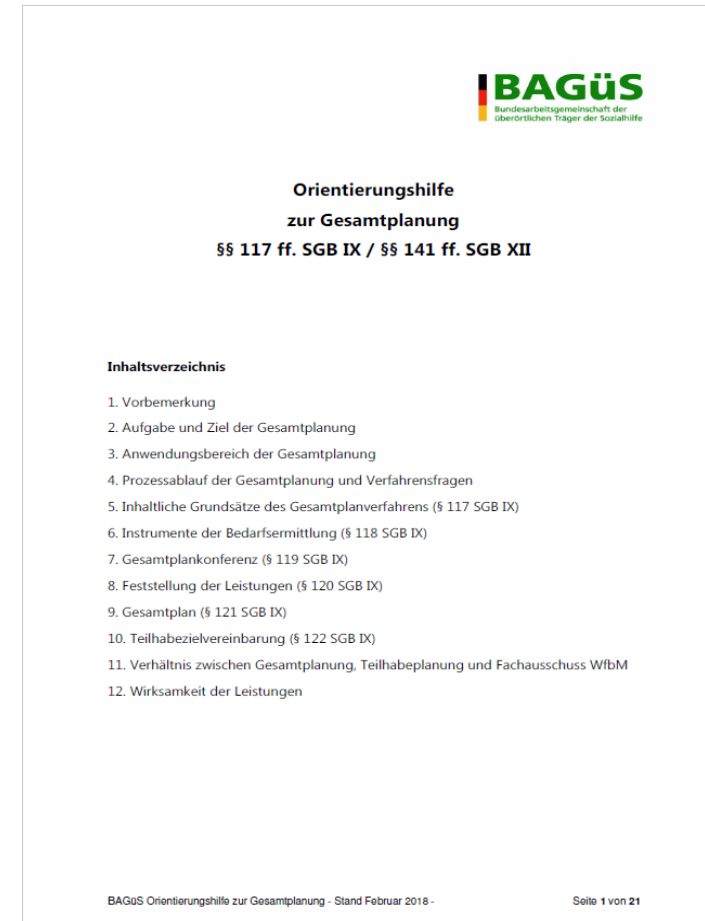 BAGüS
Bundesarbeitsgemeinschaft der
überörtlichen Träger der Sozialhilfe
Orientierungshilfe
zur Gesamtplanung
§§ 117 ff. SGB IX / §§ 141 ff. SGB XII
Inhaltsverzeichnis
1. Vorbemerkung
2. Aufgabe und Ziel der Gesamtplanung
3. Anwendungsbereich der Gesamtplanung
4. Prozessablauf der Gesamtplanung und Verfahrensfragen
5. Inhaltliche Grundsätze des Gesamtplanverfahrens (§ 117 SGB IX)
6. Instrumente der Bedarfsermittlung (§ 118 SGB IX)
7. Gesamtplankonferenz (§ 119 SGB IX)
8. Feststellung der Leistungen (§ 120 SGB IX)
9. Gesamtplan (§ 121 SGB IX)
10. Teilhabezielvereinbarung (§ 122 SGB IX)
11. Verhältnis zwischen Gesamtplanung, Teilhabeplanung und Fachausschuss WfbM
12. Wirksamkeit der Leistungen
BAGüS Orientierungshilfe zur Gesamtplanung - Stand Februar 2018 - Seite 1 von 21